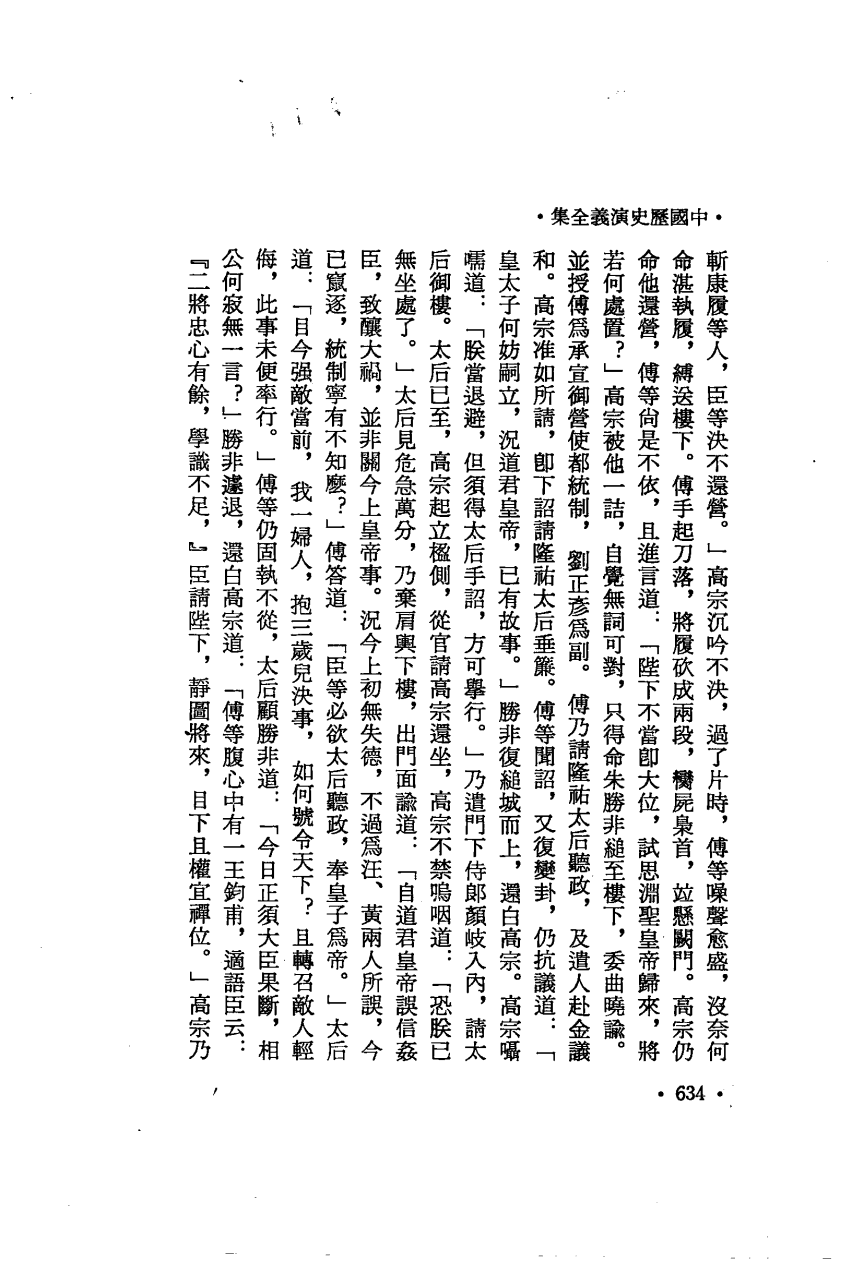 ·中國歷史演義全集·
斬康履等人，臣等決不還營。」高宗沉吟不決，過了片時，傅等噪聲愈盛，沒奈何
命湛執履，縛送樓下。傅手起刀落，將履砍成兩段，臠屍梟首，竝懸闕門。高宗仍
命他還營，傅等尙是不依，且進言道：「陛下不當卽大位，試思淵聖皇帝歸來，將
若何處置？」高宗被他一詰，自覺無詞可對，只得命朱勝非縋至樓下，委曲曉諭。
並授傅爲承宣御營使都統制，劉正彥爲副。傅乃請隆祐太后聽政，及遣人赴金議
和。高宗准如所請，卽下詔請隆祐太后垂簾。傅等聞詔，又復變卦，仍抗議道：「
皇太子何妨嗣立，況道君皇帝，已有故事。」勝非復縋城而上，還白高宗。高宗囁
嚅道：「朕當退避，但須得太后手詔，方可舉行。」乃遣門下侍郞顏岐入內，請太
后御樓。太后已至，高宗起立楹側，從官請高宗還坐，高宗不禁嗚咽道：「恐朕已
無坐處了。」太后見危急萬分，乃棄肩輿下樓，出門面諭道：「自道君皇帝誤信姦
臣，致釀大禍，並非關今上皇帝事。況今上初無失德，不過爲汪、黃兩人所誤，今
已竄逐，統制寧有不知麼？」傅答道：「臣等必欲太后聽政，奉皇子爲帝。」太后
道：「目今强敵當前，我一婦人，抱三歲兒決事，如何號令天下？且轉召敵人輕
侮，此事未便率行。」傅等仍固執不從，太后顧勝非道：「今日正須大臣果斷，相
公何寂無一言？」勝非遽退，還白高宗道：「傅等腹心中有一王鈞甫，適語臣云：
『二將忠心有餘，學識不足，』臣請陛下，靜圖將來，目下且權宜禪位。」高宗乃
·634·